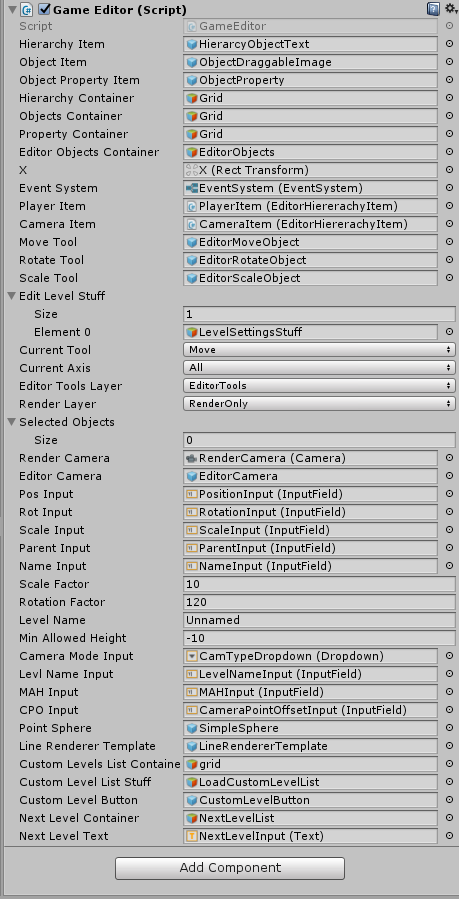 Game Editor (Script)
Script GameEditor
Hierarchy Item HierarcyObjectText
Object Item ObjectDraggableImage
Object Property Item ObjectProperty
Hierarchy Container Grid
Objects Container Grid
Property Container Grid
Editor Objects Container EditorObjects
X X (Rect Transform)
Event System EventSystem (EventSystem)
Player Item PlayerItem (EditorHiererachyItem)
Camera Item CameraItem (EditorHiererachyItem)
Move Tool EditorMoveObject
Rotate Tool EditorRotateObject
Scale Tool EditorScaleObject
Edit Level Stuff
Size 1
Element 0 LevelSettingsStuff
Current Tool Move
Current Axis All
Editor Tools Layer EditorTools
Render Layer RenderOnly
Selected Objects
Size 0
Render Camera RenderCamera (Camera)
Editor Camera EditorCamera
Pos Input PositionInput (InputField)
Rot Input RotationInput (InputField)
Scale Input ScaleInput (InputField)
Parent Input ParentInput (InputField)
Name Input NameInput (InputField)
Scale Factor 10
Rotation Factor 120
Level Name Unnamed
Min Allowed Height -10
Camera Mode Input CamTypeDropdown (Dropdown)
Levl Name Input LevelNameInput (InputField)
MAH Input MAHInput (InputField)
CPO Input CameraPointOffsetInput (InputField)
Point Sphere SimpleSphere
Line Renderer Template LineRendererTemplate
Custom Levels List Containe grid
Custom Level List Stuff LoadCustomLevelList
Custom Level Button CustomLevelButton
Next Level Container NextLevelList
Next Level Text NextLevelInput (Text)
Add Component